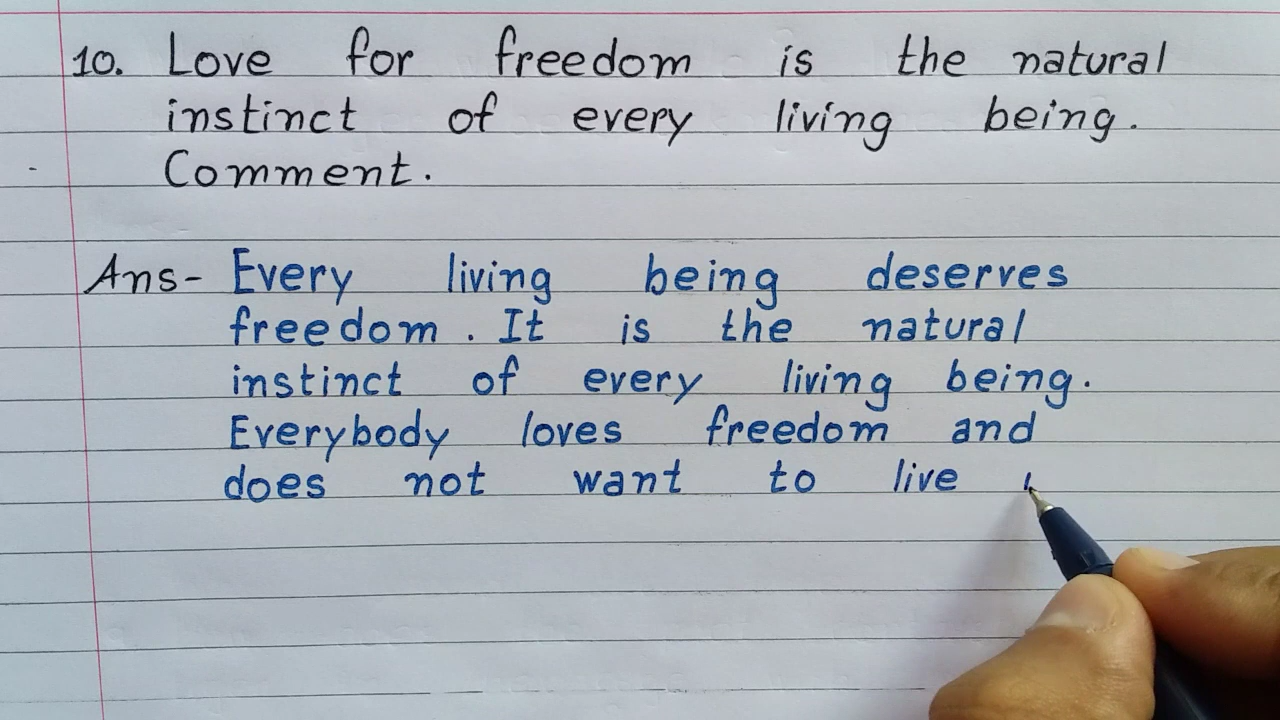 10. Love for freedom is the natural
instinct of every living being.
Comment.
Ans- Every living being deserves
freedom. It is the natural
instinct of every living being.
Everybody loves freedom and
does not want to live